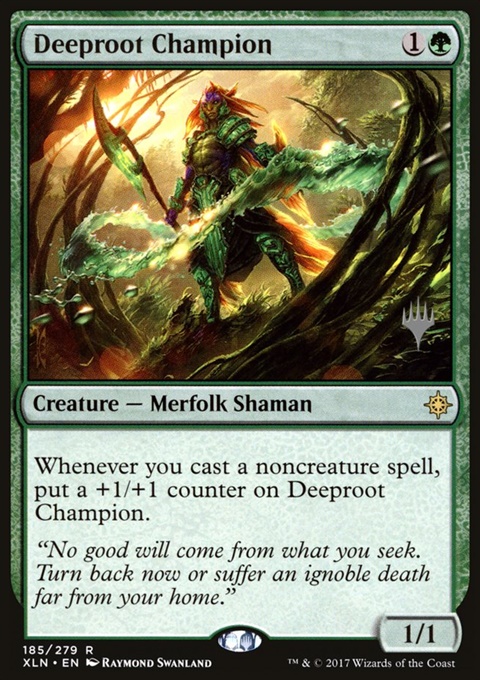 Deeproot Champion 1
Creature — Merfolk Shaman
Whenever you cast a noncreature spell,
put a +1/+1 counter on Deeproot
Champion.
“No good will come from what you seek.
Turn back now or suffer an ignoble death
far from your home.”
1/1
185/279 R
XLN • EN Raymond Swanland
™ & © 2017 Wizards of the Coast